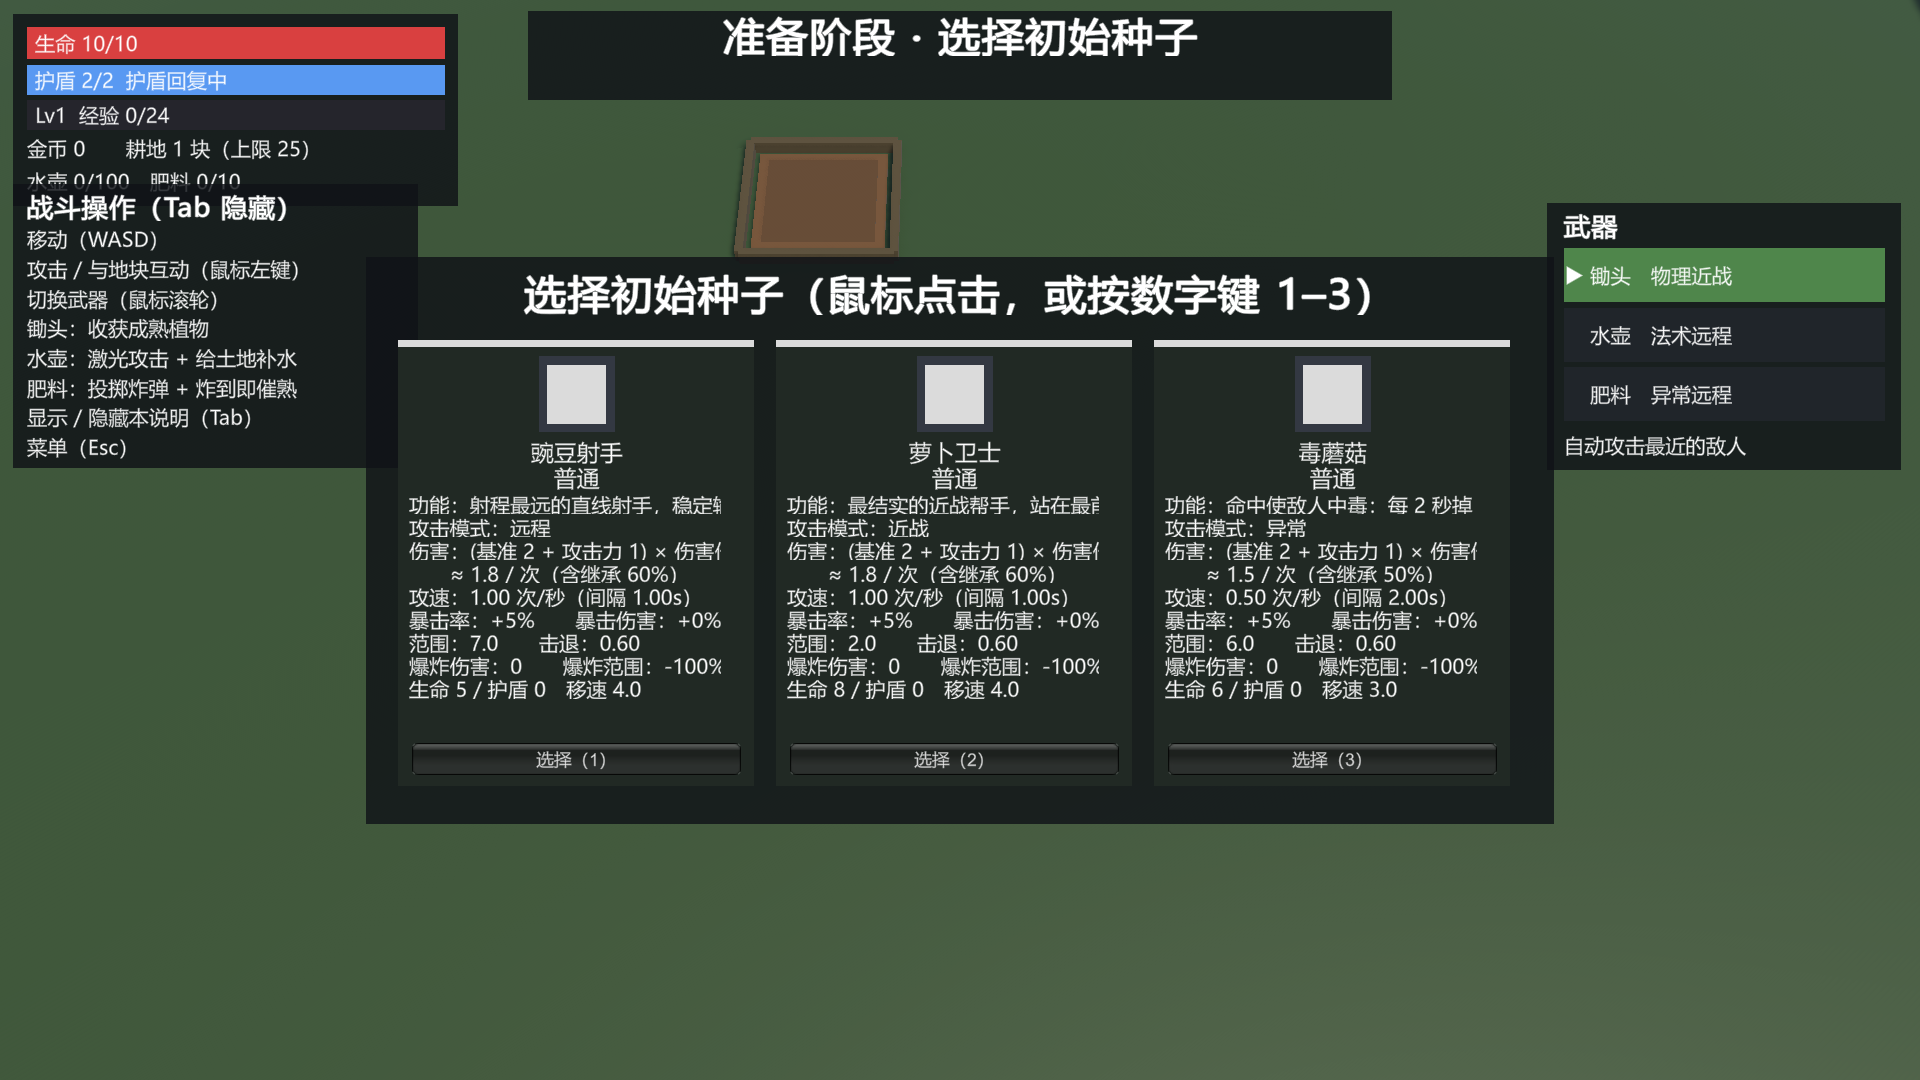 准备阶段 · 选择初始种子
生命 10/10
护盾 2/2 护盾回复中
Lv1 经验 0/24
金币 0 耕地 1 块（上限 25）
水壶 0/100 肥料 0/10
战斗操作（Tab 隐藏）
移动（WASD）
攻击 / 与地块互动（鼠标左键）
切换武器（鼠标滚轮）
锄头：收获成熟植物
水壶：激光攻击 + 给土地补水
肥料：投掷炸弹 + 炸到即催熟
显示 / 隐藏本说明（Tab）
菜单（Esc）
选择初始种子（鼠标点击，或按数字键 1–3）
豌豆射手
普通
功能：射程最远的直线射手，稳定
攻击模式：远程
伤害：(基准 2 + 攻击力 1) × 伤害
≈ 1.8 / 次（含继承 60%）
攻速：1.00 次/秒（间隔 1.00s）
暴击率：+5% 暴击伤害：+0%
范围：7.0 击退：0.60
爆炸伤害：0 爆炸范围：-100%
生命 5 / 护盾 0 移速 4.0
选择（1）
萝卜卫士
普通
功能：最结实的近战帮手，站在最
攻击模式：近战
伤害：(基准 2 + 攻击力 1) × 伤害
≈ 1.8 / 次（含继承 60%）
攻速：1.00 次/秒（间隔 1.00s）
暴击率：+5% 暴击伤害：+0%
范围：2.0 击退：0.60
爆炸伤害：0 爆炸范围：-100%
生命 8 / 护盾 0 移速 4.0
选择（2）
毒蘑菇
普通
功能：命中使敌人中毒：每 2 秒掉
攻击模式：异常
伤害：(基准 2 + 攻击力 1) × 伤害
≈ 1.5 / 次（含继承 50%）
攻速：0.50 次/秒（间隔 2.00s）
暴击率：+5% 暴击伤害：+0%
范围：6.0 击退：0.60
爆炸伤害：0 爆炸范围：-100%
生命 6 / 护盾 0 移速 3.0
选择（3）
武器
▶ 锄头 物理近战
水壶 法术远程
肥料 异常远程
自动攻击最近的敌人